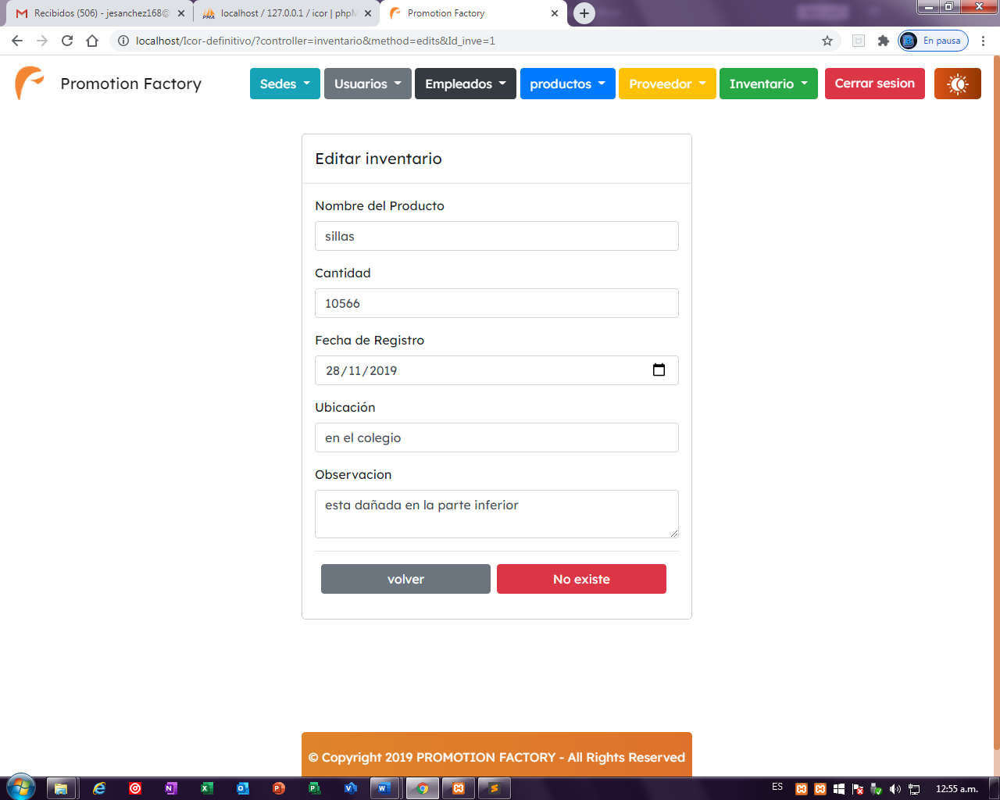 Recibidos (506) - jesanchez168@
localhost / 127.0.0.1 / icor | phpM
Promotion Factory
localhost/Icor-definitivo/?controller=inventario&method=edits&Id_inve=1
En pausa
Promotion Factory
Sedes
Usuarios
Empleados
productos
Proveedor
Inventario
Cerrar sesion
Editar inventario
Nombre del Producto
sillas
Cantidad
10566
Fecha de Registro
28/11/2019
Ubicación
en el colegio
Observacion
esta dañada en la parte inferior
volver
No existe
© Copyright 2019 PROMOTION FACTORY - All Rights Reserved
ES
12:55 a.m.